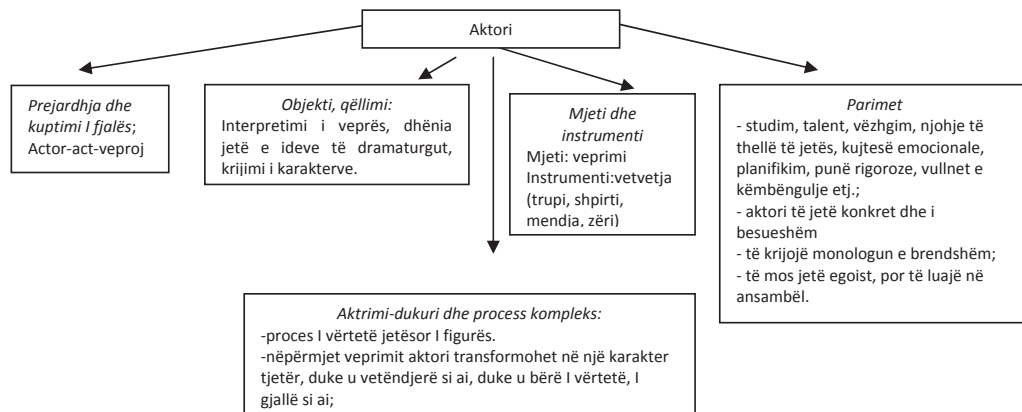 Aktori
Prejardhja dhe
kuptimi I fjalës;
Actor-act-veproj
Objekti, qëllimi:
Interpretimi i veprës, dhënia
jetë e ideve të dramaturgut,
krijimi i karakterve.
Mjeti dhe
instrumenti
Mjeti: veprimi
Instrumenti:vetvetja
(trupi, shpirti,
mendja, zëri)
Parimet
- studim, talent, vëzhgim, njohje të
thellë të jetës, kujtesë emocionale,
planifikim, punë rigoroze, vullnet e
këmbëngulje etj.;
- aktori të jetë konkret dhe i
besueshëm
- të krijojë monologun e brendshëm;
- të mos jetë egoist, por të luajë në
ansambël.
Aktrimi-dukuri dhe process kompleks:
-proces I vërtetë jetësor I figurës.
-nëpërmjet veprimit aktori transformohet në një karakter
tjetër, duke u vetëndjerë si ai, duke u bërë I vërtetë, I
gjallë si ai;